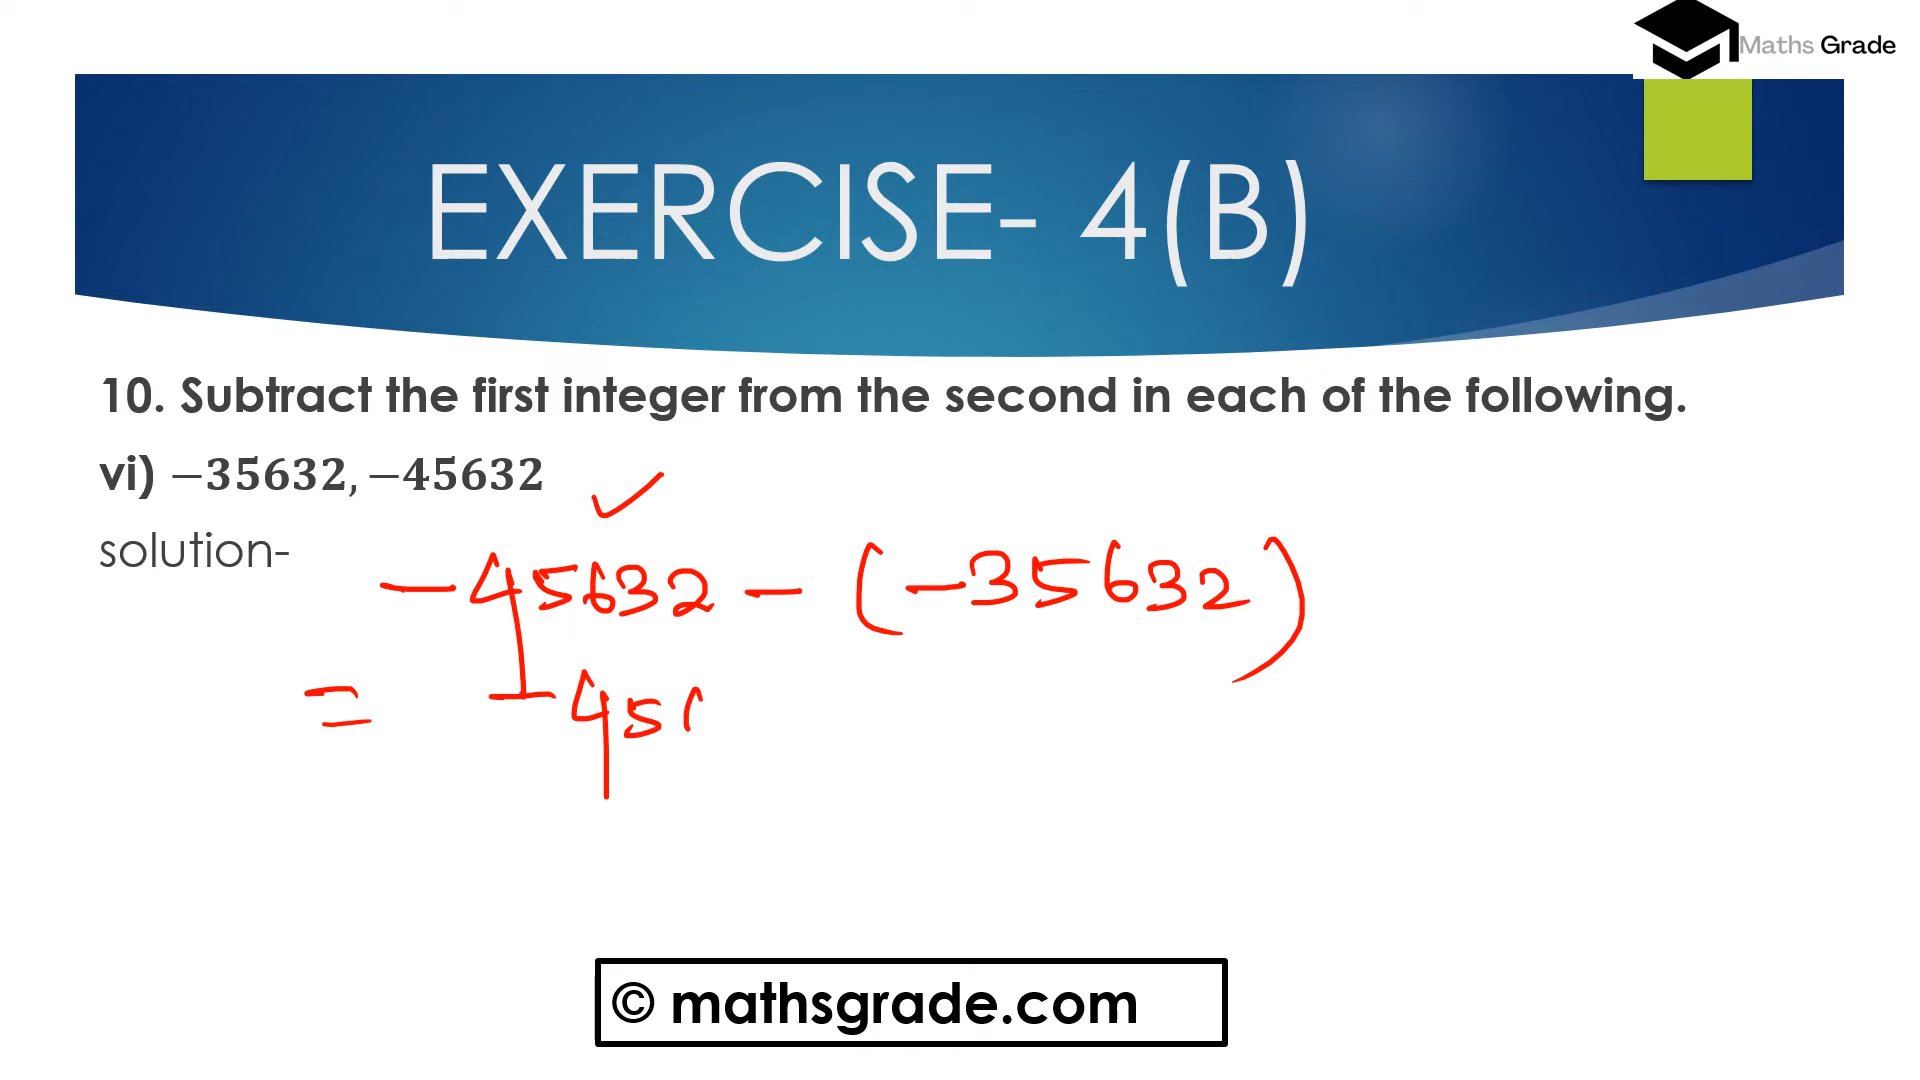 Maths Grade
EXERCISE- 4(B)
10. Subtract the first integer from the second in each of the following.
vi) −35632, −45632
solution-
− 45632 − (−35632)
= − 45(
© mathsgrade.com